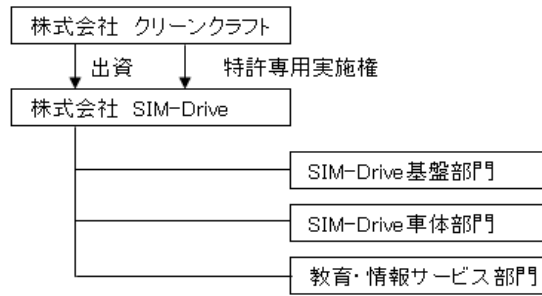 株式会社 クリーンクラフト
出資 特許専用実施権
株式会社 SIM-Drive
SIM-Drive基盤部門
SIM-Drive車体部門
教育・情報サービス部門